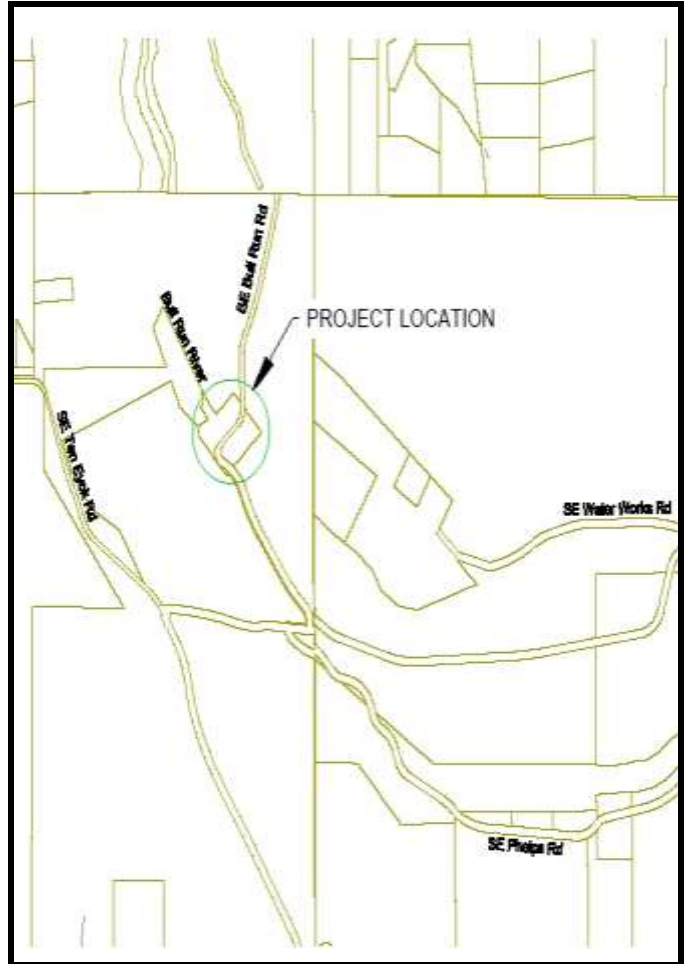 SE Bull Run Rd
Bull Run River
PROJECT LOCATION
SE Ten Eyck Rd
SE Water Works Rd
SE Phelps Rd